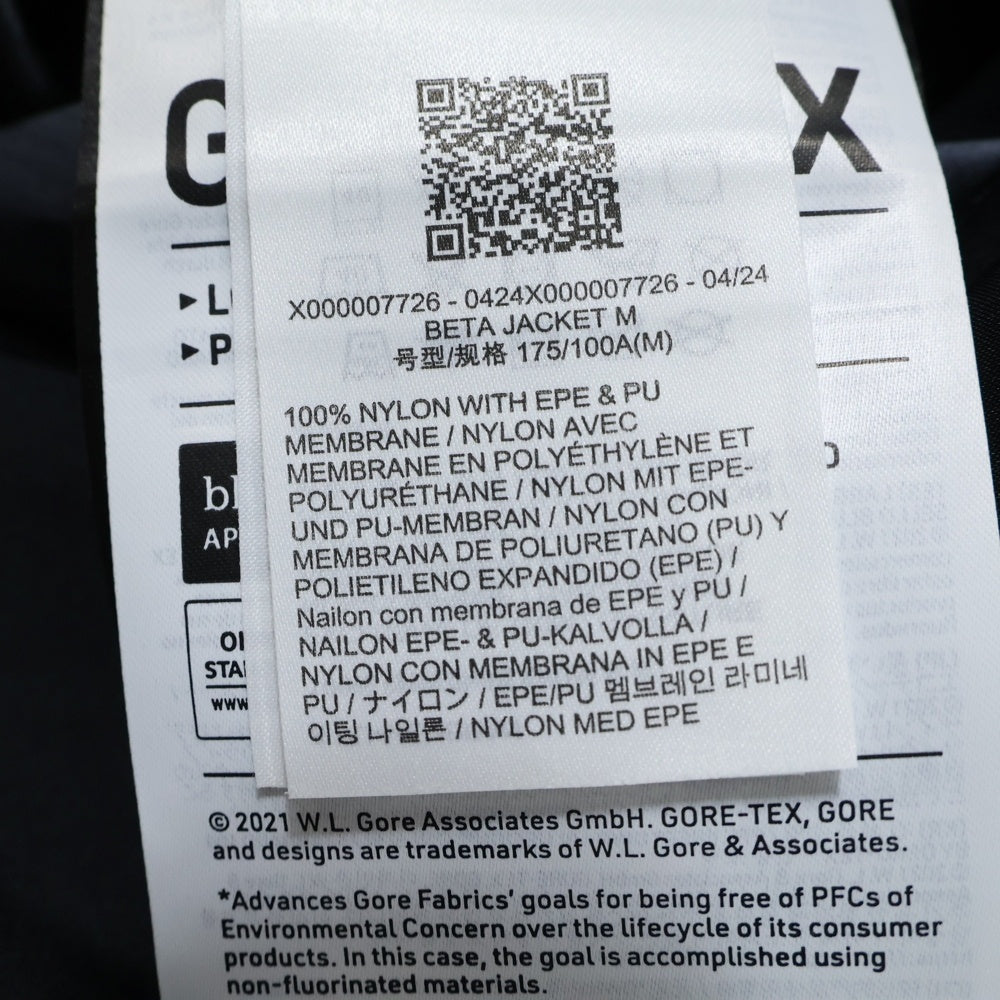 G X
X000007726 - 0424X000007726 - 04/24
BETA JACKET M
号型/规格 175/100A(M)
100% NYLON WITH EPE & PU
MEMBRANE / NYLON AVEC
MEMBRANE EN POLYÉTHYLÈNE ET
POLYURÉTHANE / NYLON MIT EPE-
UND PU-MEMBRAN / NYLON CON
MEMBRANA DE POLIURETANO (PU) Y
POLIETILENO EXPANDIDO (EPE) /
Nailon con membrana de EPE y PU /
NAILON EPE- & PU-KALVOLLA /
NYLON CON MEMBRANA IN EPE E
PU / ナイロン / EPE/PU 멤브레인 라미네
이팅 나일론 / NYLON MED EPE
© 2021 W.L. Gore Associates GmbH. GORE-TEX, GORE
and designs are trademarks of W.L. Gore & Associates.
*Advances Gore Fabrics' goals for being free of PFCs of
Environmental Concern over the lifecycle of its consumer
products. In this case, the goal is accomplished using
non-fluorinated materials.